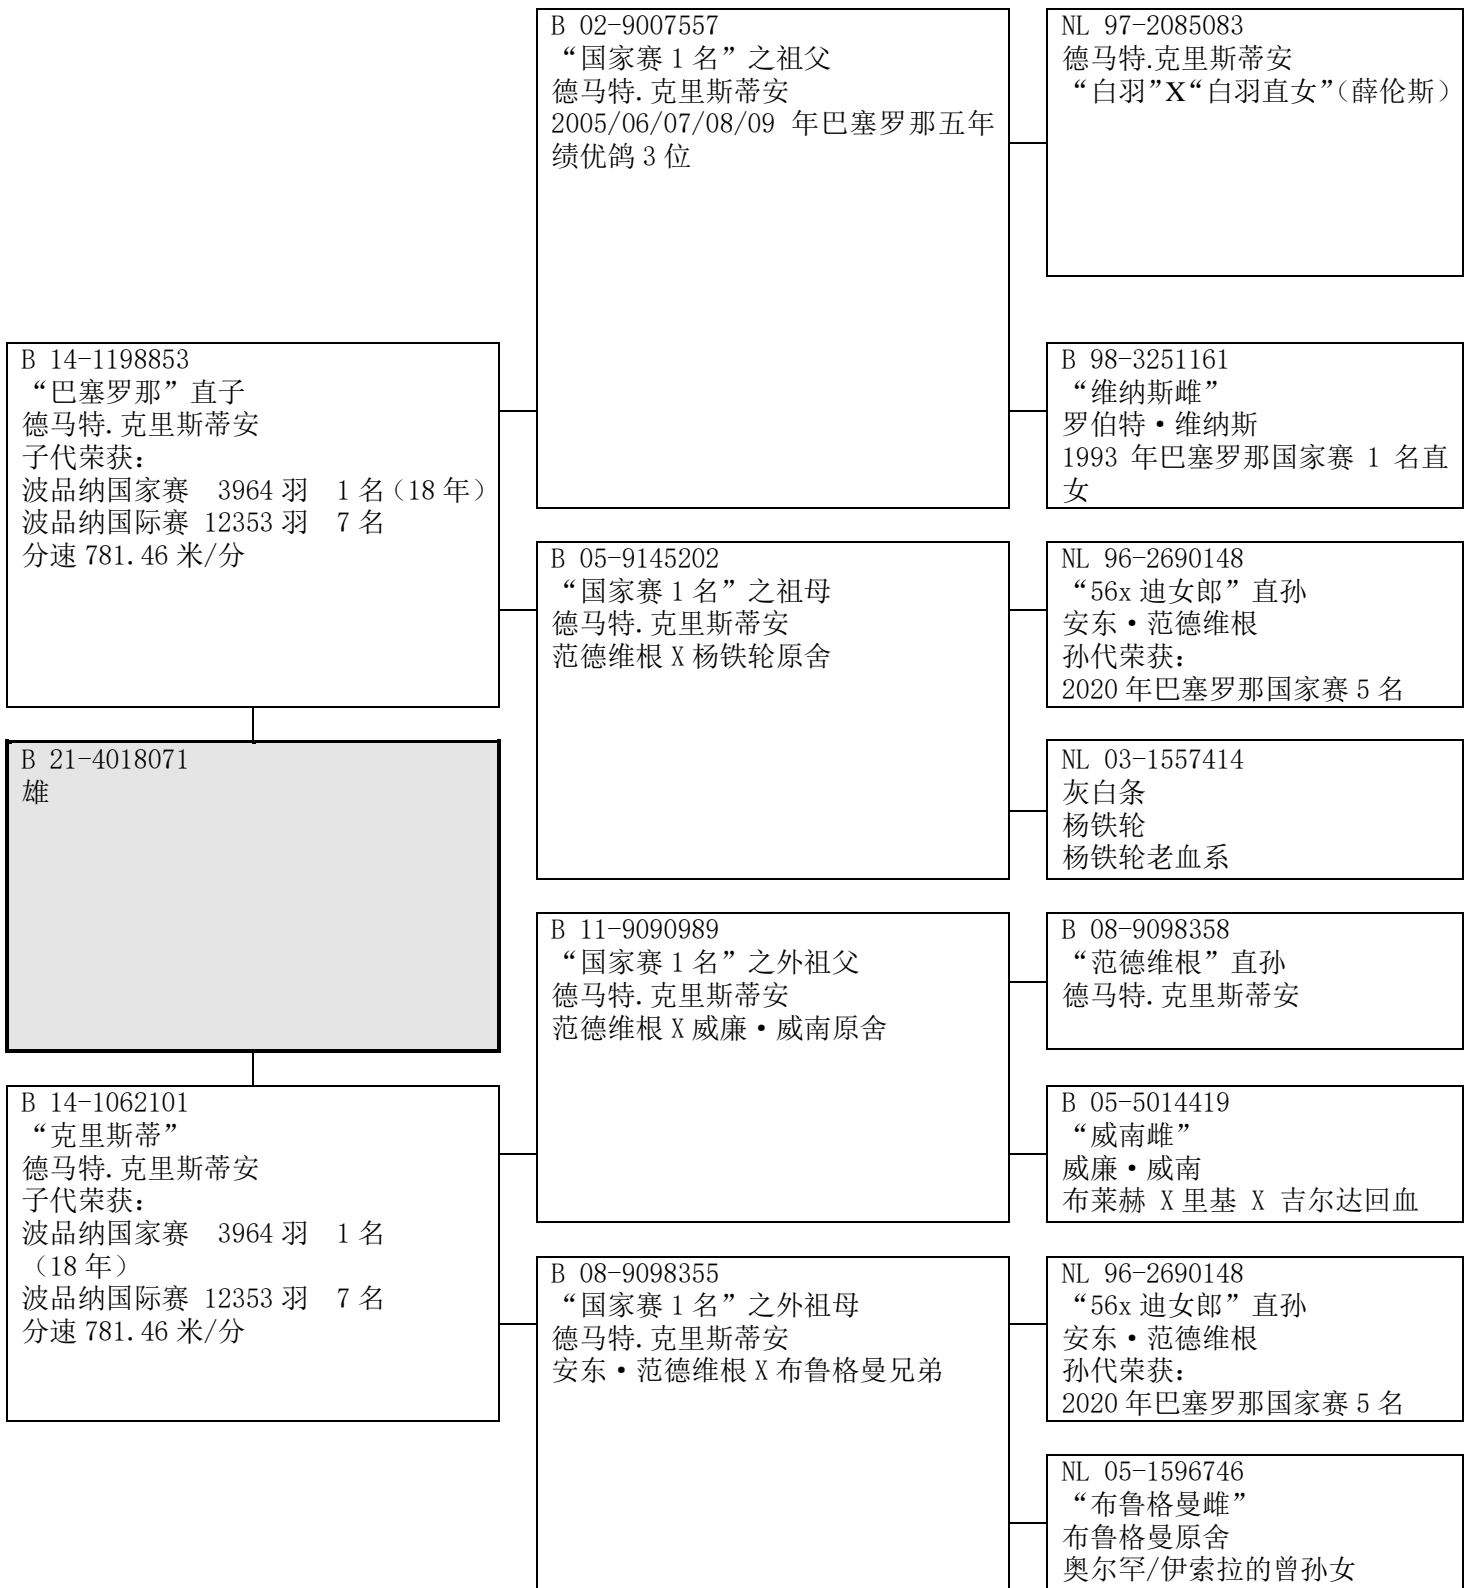 B 02-9007557
“国家赛 1 名”之祖父
德马特. 克里斯蒂安
2005/06/07/08/09 年巴塞罗那五年
绩优鸽 3 位
NL 97-2085083
德马特.克里斯蒂安
“白羽”X“白羽直女”（薛伦斯）
B 14-1198853
“巴塞罗那”直子
德马特. 克里斯蒂安
子代荣获:
波品纳国家赛 3964 羽 1 名（18 年）
波品纳国际赛 12353 羽 7 名
分速 781.46 米/分
B 98-3251161
“维纳斯雌”
罗伯特·维纳斯
1993 年巴塞罗那国家赛 1 名直
女
B 05-9145202
“国家赛 1 名”之祖母
德马特. 克里斯蒂安
范德维根 X 杨铁轮原舍
NL 96-2690148
“56x 迪女郎”直孙
安东·范德维根
孙代荣获:
2020 年巴塞罗那国家赛 5 名
B 21-4018071
雄
NL 03-1557414
灰白条
杨铁轮
杨铁轮老血系
B 11-9090989
“国家赛 1 名”之外祖父
德马特. 克里斯蒂安
范德维根 X 威廉·威南原舍
B 08-9098358
“范德维根”直孙
德马特. 克里斯蒂安
B 14-1062101
“克里斯蒂”
德马特. 克里斯蒂安
子代荣获:
波品纳国家赛 3964 羽 1 名
（18 年）
波品纳国际赛 12353 羽 7 名
分速 781.46 米/分
B 05-5014419
“威南雌”
威廉·威南
布莱赫 X 里基 X 吉尔达回血
B 08-9098355
“国家赛 1 名”之外祖母
德马特. 克里斯蒂安
安东·范德维根 X 布鲁格曼兄弟
NL 96-2690148
“56x 迪女郎”直孙
安东·范德维根
孙代荣获:
2020 年巴塞罗那国家赛 5 名
NL 05-1596746
“布鲁格曼雌”
布鲁格曼原舍
奥尔罕/伊索拉的曾孙女